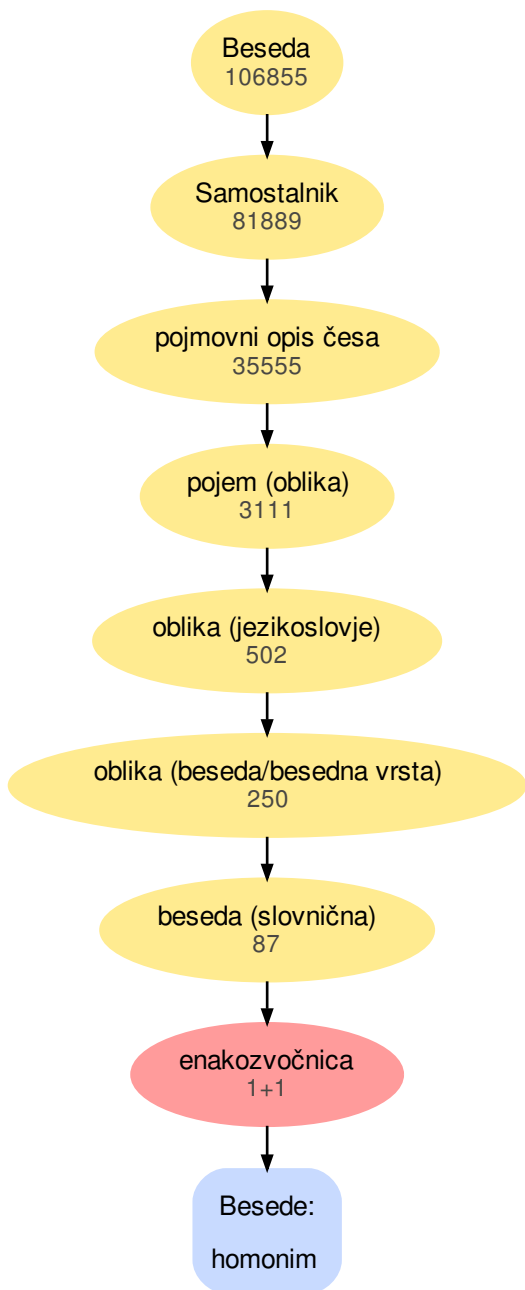 Beseda
106855
Samostalnik
81889
pojmovni opis česa
35555
pojem (oblika)
3111
oblika (jezikoslovje)
502
oblika (beseda/besedna vrsta)
250
beseda (slovnična)
87
enakozvočnica
1+1
Besede:
homonim